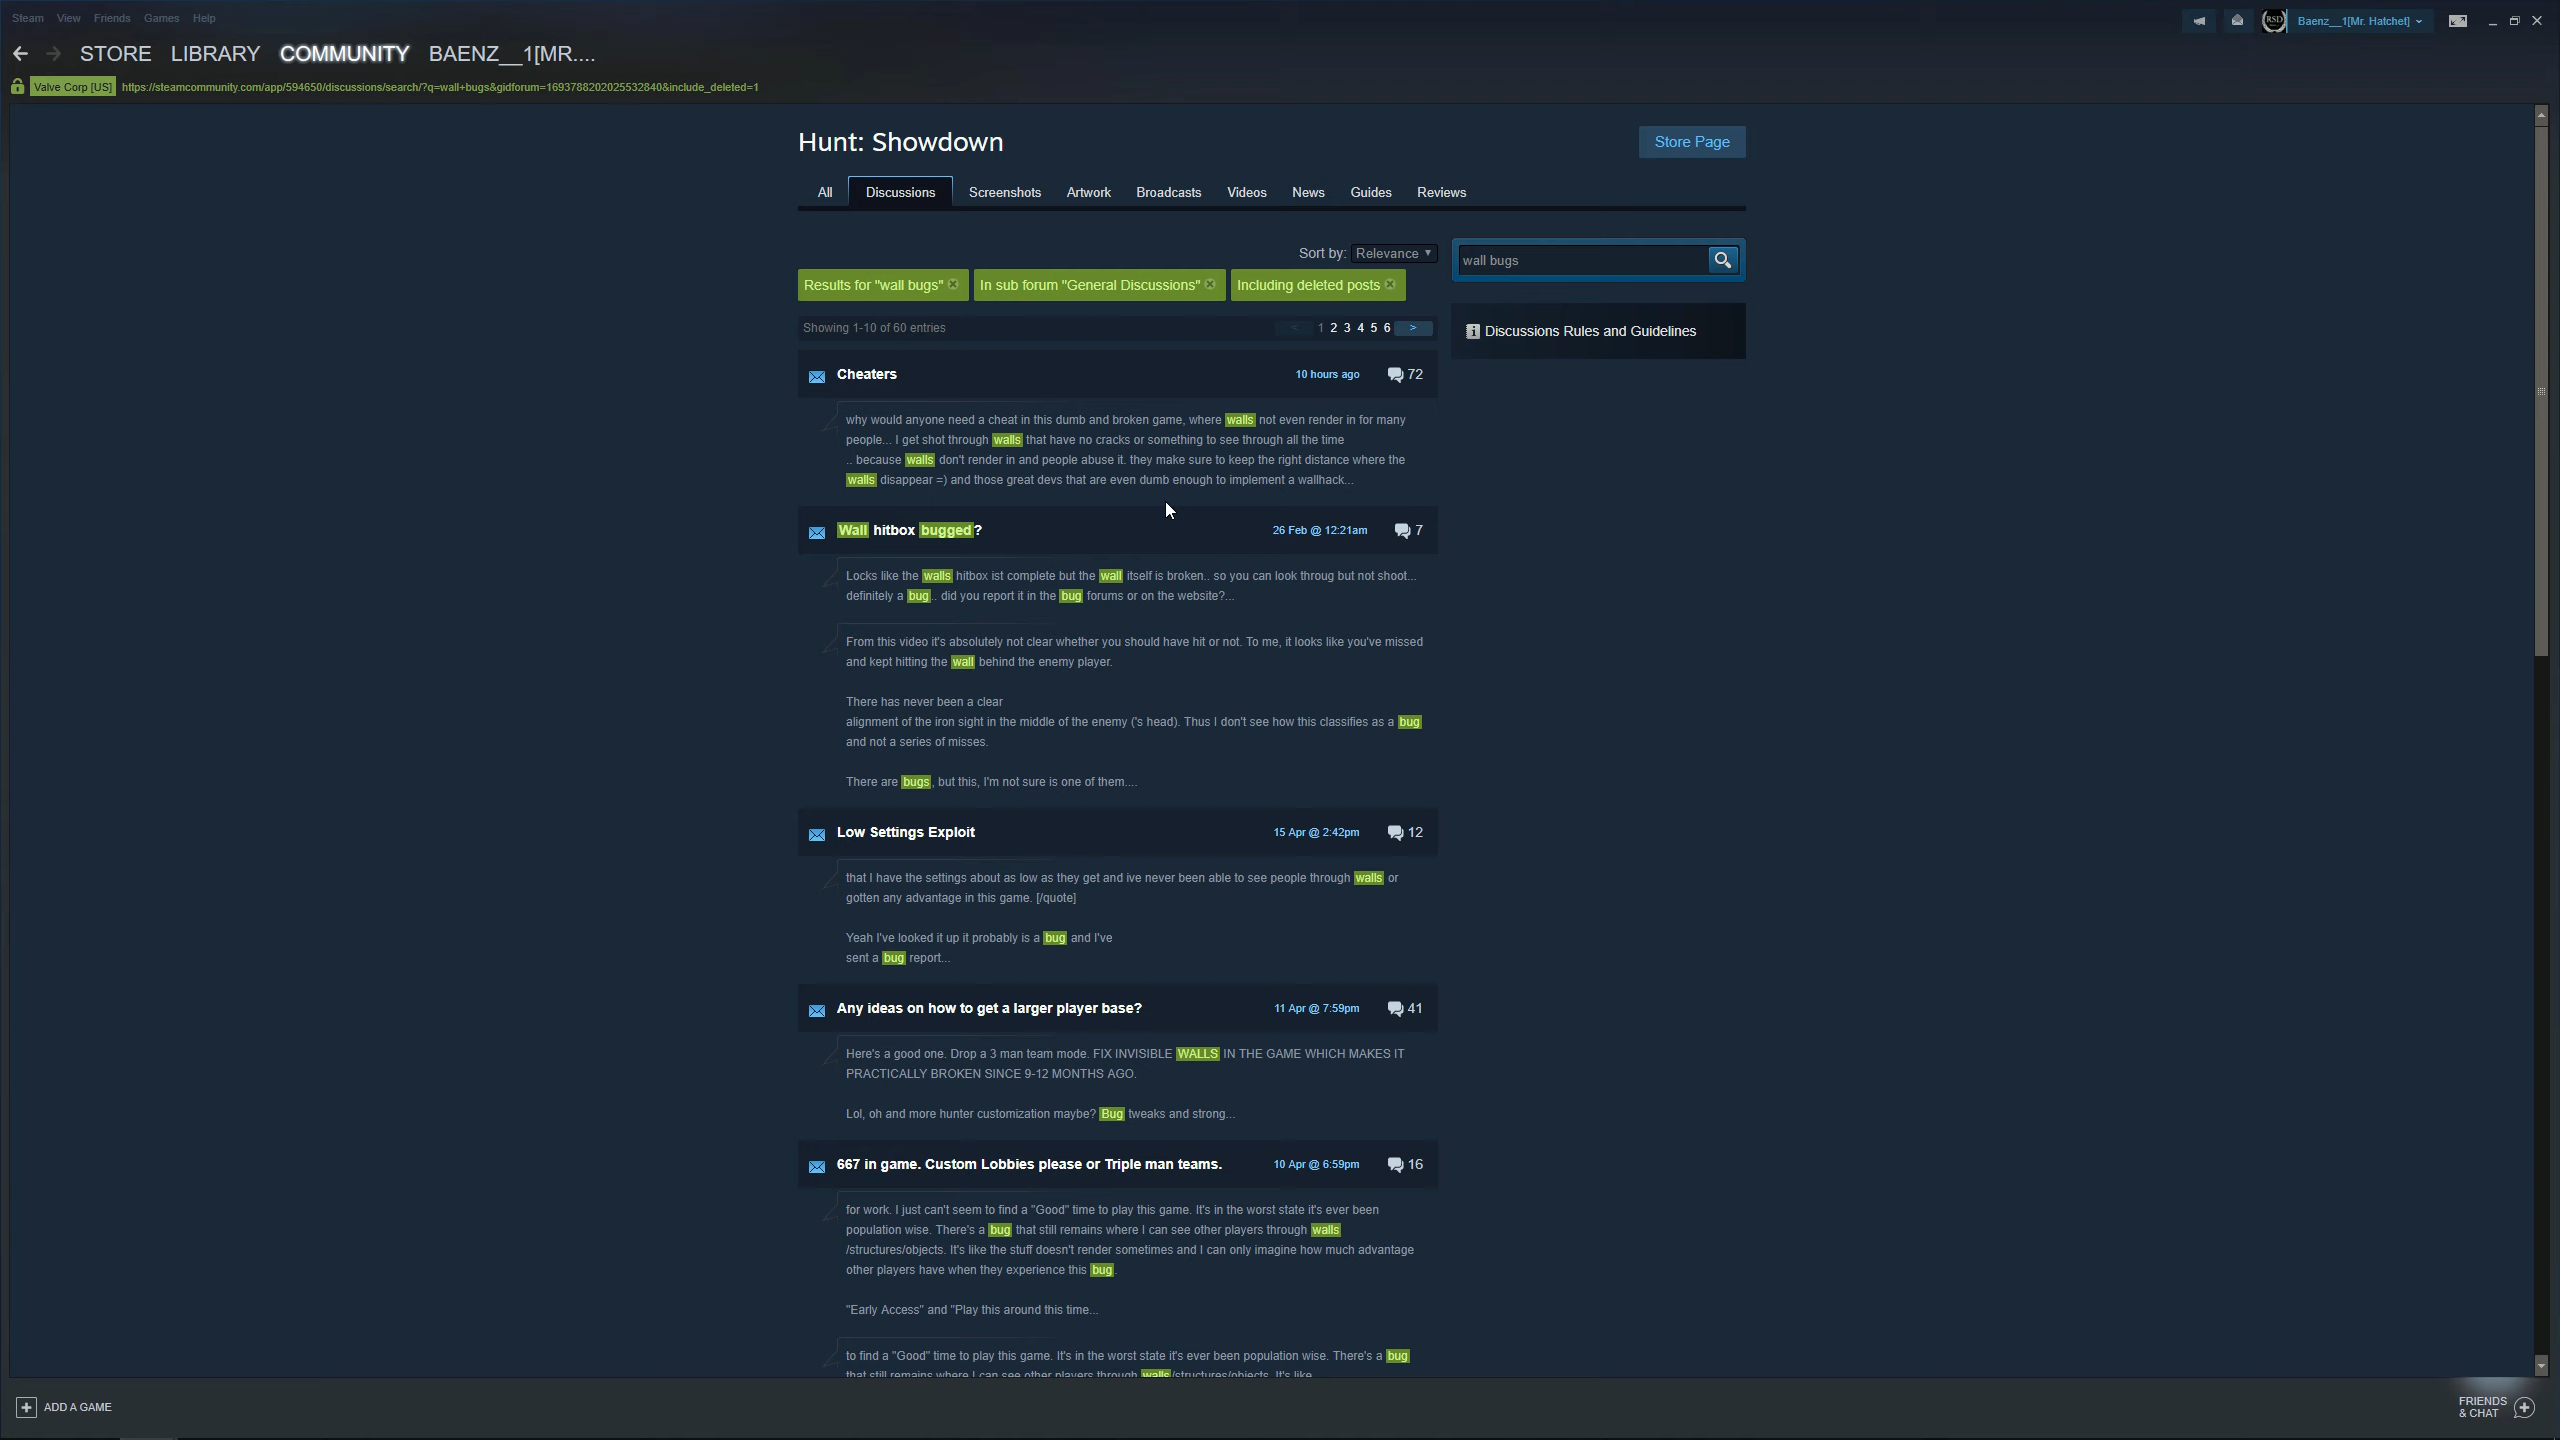 Steam View Friends Games Help
Baenz__1[Mr. Hatchet]
STORE LIBRARY COMMUNITY BAENZ__1[MR....
Valve Corp [US] https://steamcommunity.com/app/594650/discussions/search/?q=wall+bugs&gidforum=1693788202025532840&include_deleted=1
Hunt: Showdown
Store Page
All Discussions Screenshots Artwork Broadcasts Videos News Guides Reviews
Sort by: Relevance
wall bugs
Results for "wall bugs" In sub forum "General Discussions" Including deleted posts
Showing 1-10 of 60 entries
< 1 2 3 4 5 6 >
Discussions Rules and Guidelines
Cheaters 10 hours ago 72
why would anyone need a cheat in this dumb and broken game, where walls not even render in for many
people... I get shot through walls that have no cracks or something to see through all the time
.. because walls don't render in and people abuse it. they make sure to keep the right distance where the
walls disappear =) and those great devs that are even dumb enough to implement a wallhack...
Wall hitbox bugged? 26 Feb @ 12:21am 7
Locks like the walls hitbox ist complete but the wall itself is broken.. so you can look throug but not shoot...
definitely a bug.. did you report it in the bug forums or on the website?...
From this video it's absolutely not clear whether you should have hit or not. To me, it looks like you've missed
and kept hitting the wall behind the enemy player.
There has never been a clear
alignment of the iron sight in the middle of the enemy ('s head). Thus I don't see how this classifies as a bug
and not a series of misses.
There are bugs, but this, I'm not sure is one of them....
Low Settings Exploit 15 Apr @ 2:42pm 12
that I have the settings about as low as they get and ive never been able to see people through walls or
gotten any advantage in this game. [/quote]
Yeah I've looked it up it probably is a bug and I've
sent a bug report...
Any ideas on how to get a larger player base? 11 Apr @ 7:59pm 41
Here's a good one. Drop a 3 man team mode. FIX INVISIBLE WALLS IN THE GAME WHICH MAKES IT
PRACTICALLY BROKEN SINCE 9-12 MONTHS AGO.
Lol, oh and more hunter customization maybe? Bug tweaks and strong...
667 in game. Custom Lobbies please or Triple man teams. 10 Apr @ 6:59pm 16
for work. I just can't seem to find a "Good" time to play this game. It's in the worst state it's ever been
population wise. There's a bug that still remains where I can see other players through walls
/structures/objects. It's like the stuff doesn't render sometimes and I can only imagine how much advantage
other players have when they experience this bug.
"Early Access" and "Play this around this time...
to find a "Good" time to play this game. It's in the worst state it's ever been population wise. There's a bug
that still remains where I can see other players through walls/structures/objects. It's like
ADD A GAME
FRIENDS
& CHAT